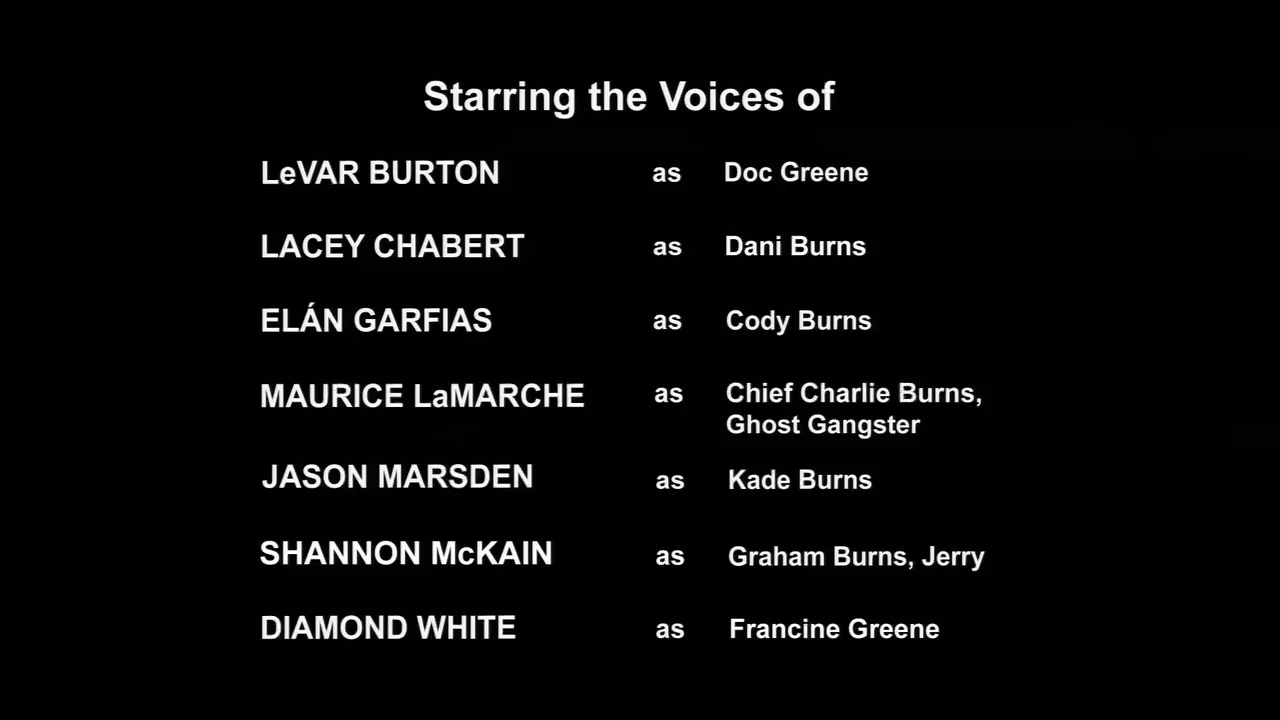 Starring the Voices of
LeVAR BURTON as Doc Greene
LACEY CHABERT as Dani Burns
ELÁN GARFIAS as Cody Burns
MAURICE LaMARCHE as Chief Charlie Burns,
Ghost Gangster
JASON MARSDEN as Kade Burns
SHANNON McKAIN as Graham Burns, Jerry
DIAMOND WHITE as Francine Greene